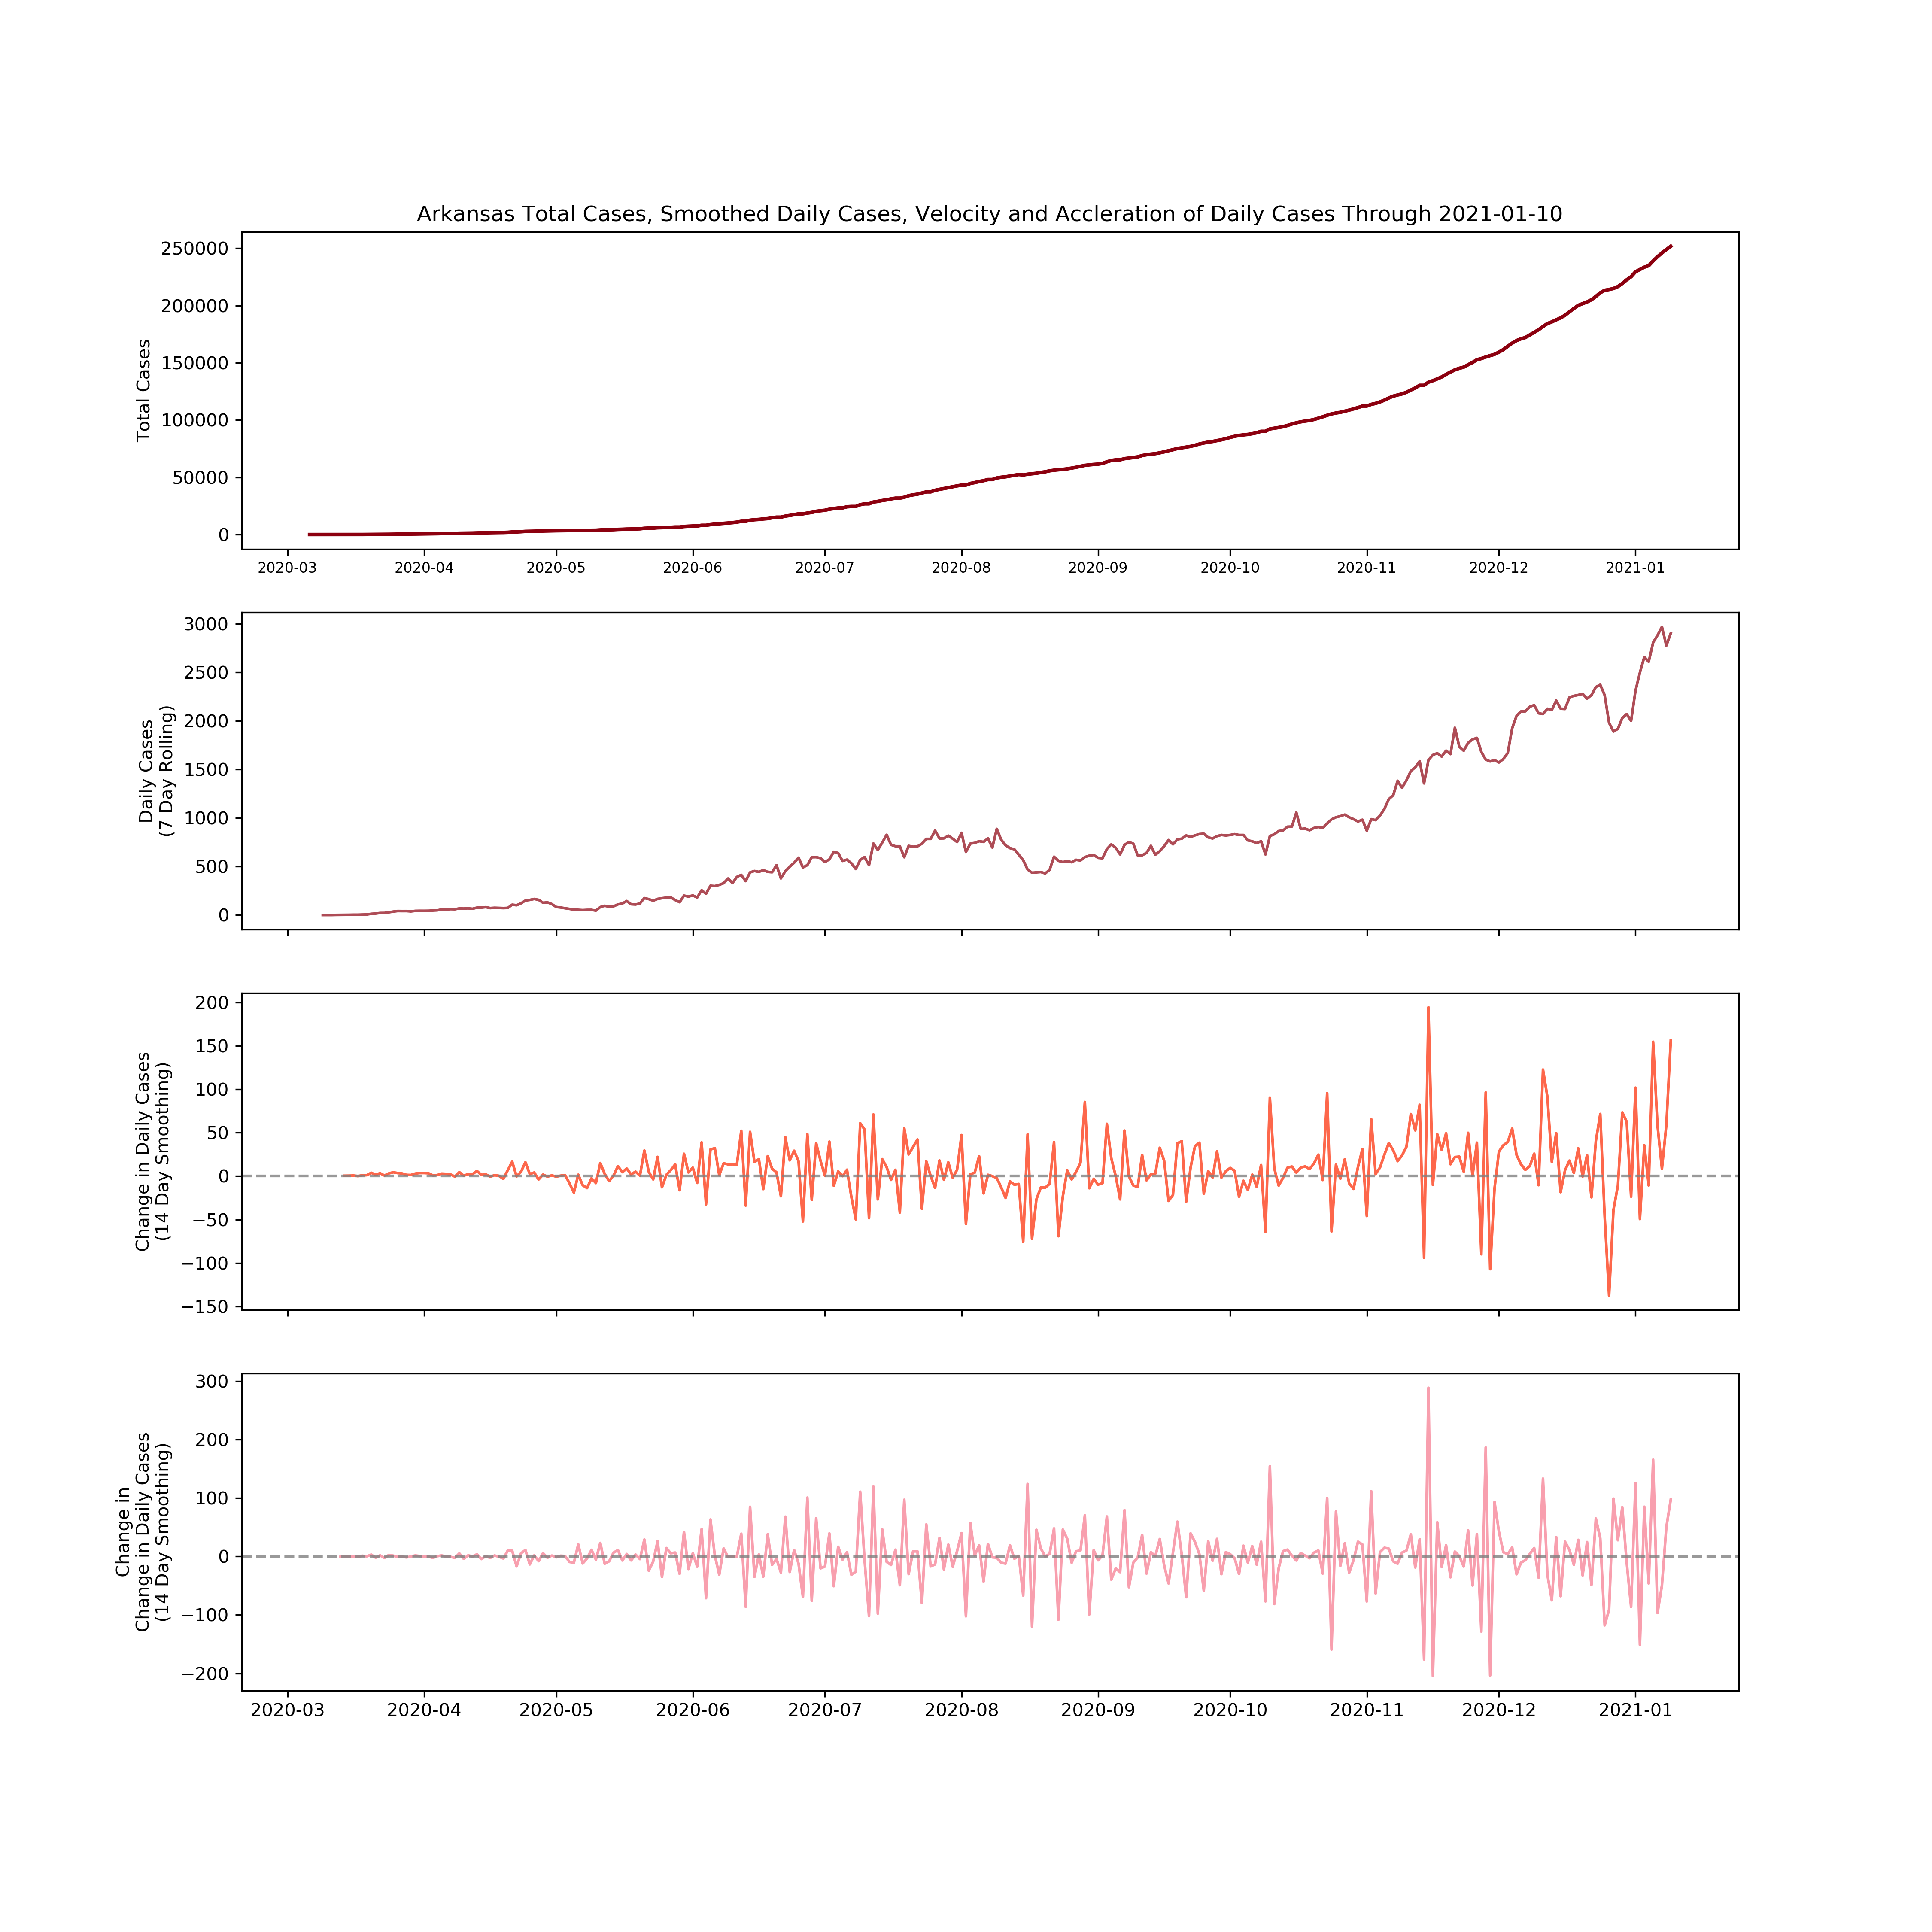 Arkansas Total Cases, Smoothed Daily Cases, Velocity and Accleration of Daily Cases Through 2021-01-10
Total Cases
250000
200000
150000
100000
50000
0
2020-03 2020-04 2020-05 2020-06 2020-07 2020-08 2020-09 2020-10 2020-11 2020-12 2021-01
Daily Cases
(7 Day Rolling)
3000
2500
2000
1500
1000
500
0
Change in Daily Cases
(14 Day Smoothing)
200
150
100
50
0
−50
−100
−150
Change in
Change in Daily Cases
(14 Day Smoothing)
300
200
100
0
−100
−200
2020-03 2020-04 2020-05 2020-06 2020-07 2020-08 2020-09 2020-10 2020-11 2020-12 2021-01